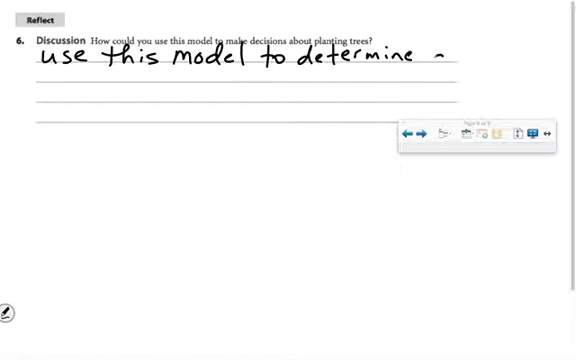 Reflect
6. Discussion How could you use this model to make decisions about planting trees?
use this model to determine